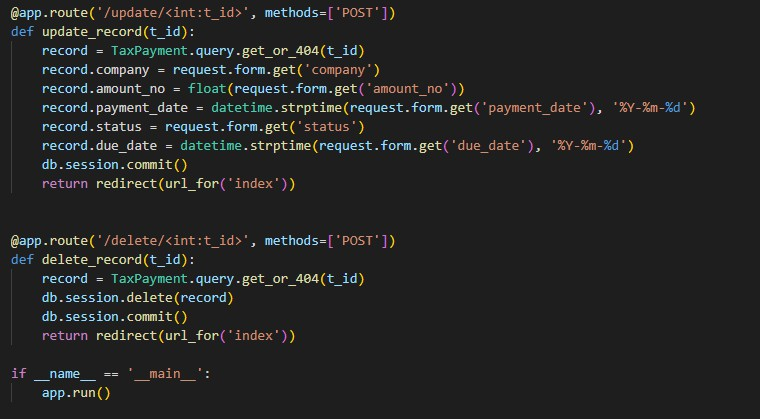 @app.route('/update/<int:t_id>', methods=['POST'])
def update_record(t_id):
    record = TaxPayment.query.get_or_404(t_id)
    record.company = request.form.get('company')
    record.amount_no = float(request.form.get('amount_no'))
    record.payment_date = datetime.strptime(request.form.get('payment_date'), '%Y-%m-%d')
    record.status = request.form.get('status')
    record.due_date = datetime.strptime(request.form.get('due_date'), '%Y-%m-%d')
    db.session.commit()
    return redirect(url_for('index'))

@app.route('/delete/<int:t_id>', methods=['POST'])
def delete_record(t_id):
    record = TaxPayment.query.get_or_404(t_id)
    db.session.delete(record)
    db.session.commit()
    return redirect(url_for('index'))

if __name__ == '__main__':
    app.run()